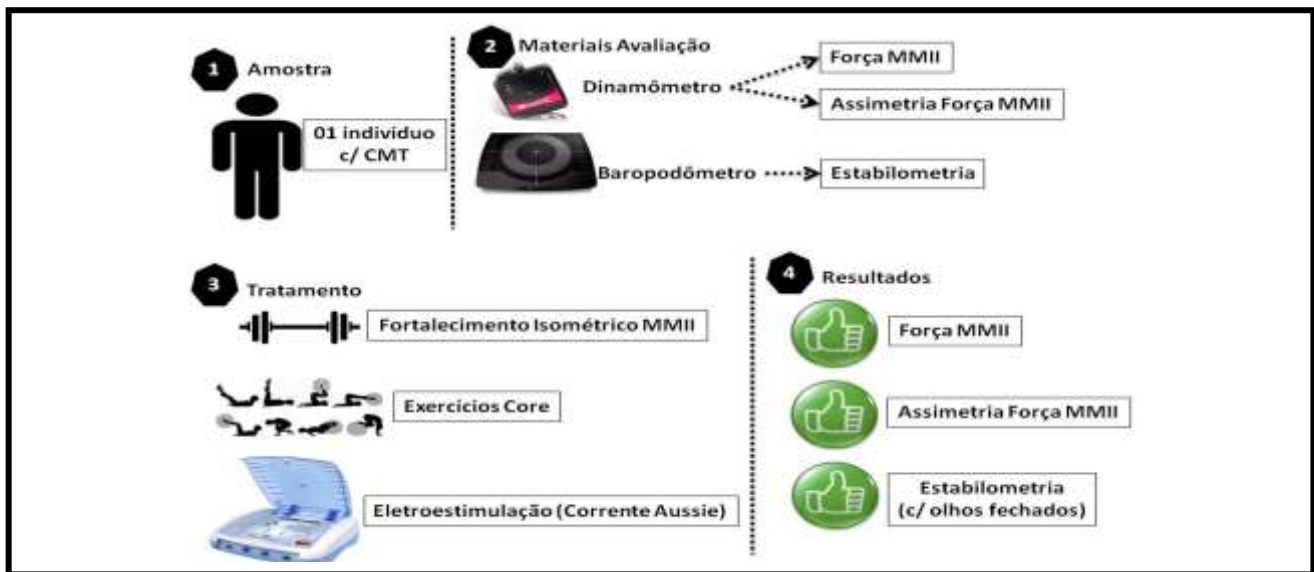 1
Amostra
01 indivíduo
c/ CMT
2
Materiais Avaliação
Dinamômetro
Força MMII
Assimetria Força MMII
Baropodômetro
Estabilometria
3
Tratamento
Fortalecimento Isométrico MMII
Exercícios Core
Eletroestimulação (Corrente Aussie)
4
Resultados
Força MMII
Assimetria Força MMII
Estabilometria
(c/ olhos fechados)